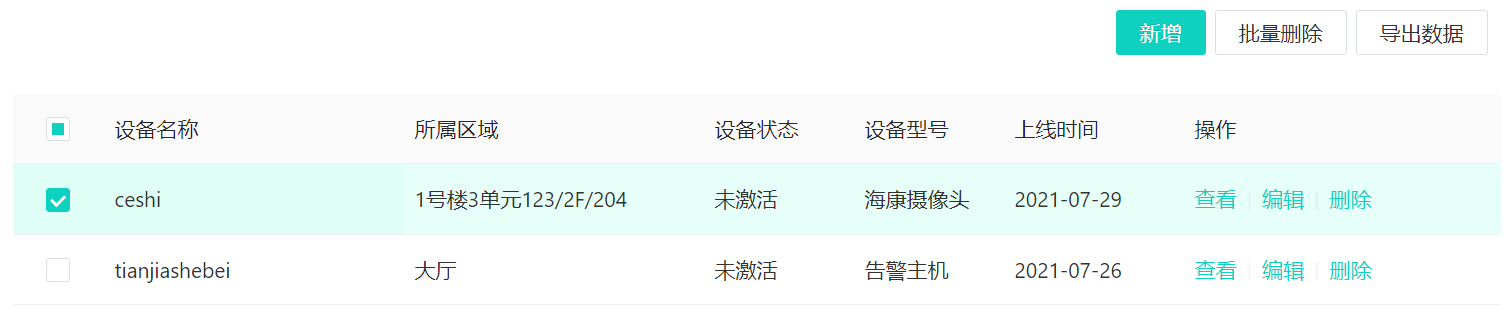 新增 批量删除 导出数据
设备名称 所属区域 设备状态 设备型号 上线时间 操作
ceshi 1号楼3单元123/2F/204 未激活 海康摄像头 2021-07-29 查看 编辑 删除
tianjiashebei 大厅 未激活 告警主机 2021-07-26 查看 编辑 删除